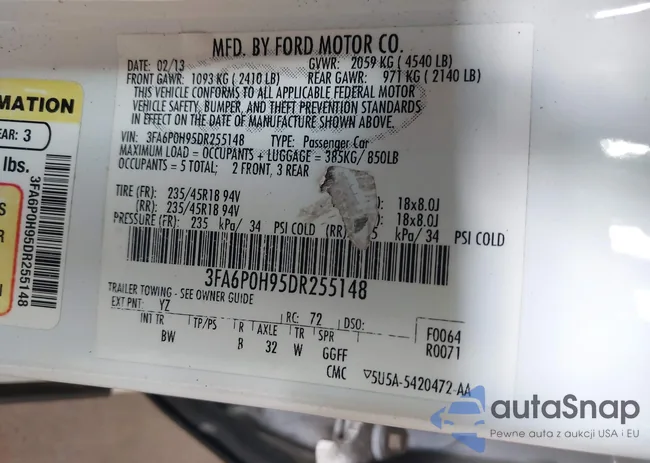 MFD. BY FORD MOTOR CO.
DATE: 02/13 GVWR: 2059 KG ( 4540 LB)
FRONT GAWR: 1093 KG ( 2410 LB) REAR GAWR: 971 KG ( 2140 LB)
THIS VEHICLE CONFORMS TO ALL APPLICABLE FEDERAL MOTOR
VEHICLE SAFETY, BUMPER, AND THEFT PREVENTION STANDARDS
IN EFFECT ON THE DATE OF MANUFACTURE SHOWN ABOVE.
VIN: 3FA6P0H95DR255148 TYPE: Passenger Car
MAXIMUM LOAD = OCCUPANTS + LUGGAGE = 385KG/ 850LB
OCCUPANTS = 5 TOTAL; 2 FRONT, 3 REAR
TIRE (FR): 235/45R18 94V 18x8.0J
(RR): 235/45R18 94V 18x8.0J
PRESSURE (FR): 235 kPa/ 34 PSI COLD (RR) 5 kPa/ 34 PSI COLD
3FA6P0H95DR255148
TRAILER TOWING - SEE OWNER GUIDE
EXT PNT: YZ RC: 72 DSO: F0064
INT TR TP/PS R AXLE TR SPR R0071
BW B 32 W GGFF
CMC ▽5U5A-5420472-AA
MATION
EAR: 3
lbs.
3FA6P0H95DR255148
autaSnap
Pewne auta z aukcji USA i EU